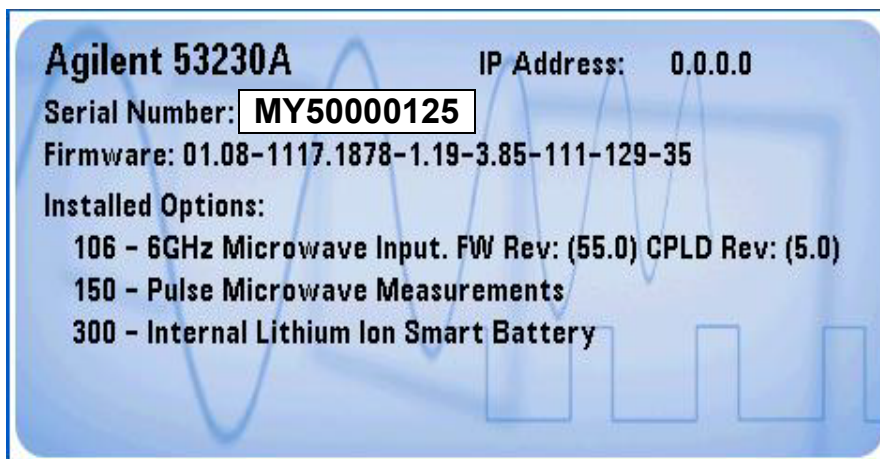 Agilent 53230A IP Address: 0.0.0.0
Serial Number: MY50000125
Firmware: 01.08-1117.1878-1.19-3.85-111-129-35
Installed Options:
106 - 6GHz Microwave Input. FW Rev: (55.0) CPLD Rev: (5.0)
150 - Pulse Microwave Measurements
300 - Internal Lithium Ion Smart Battery